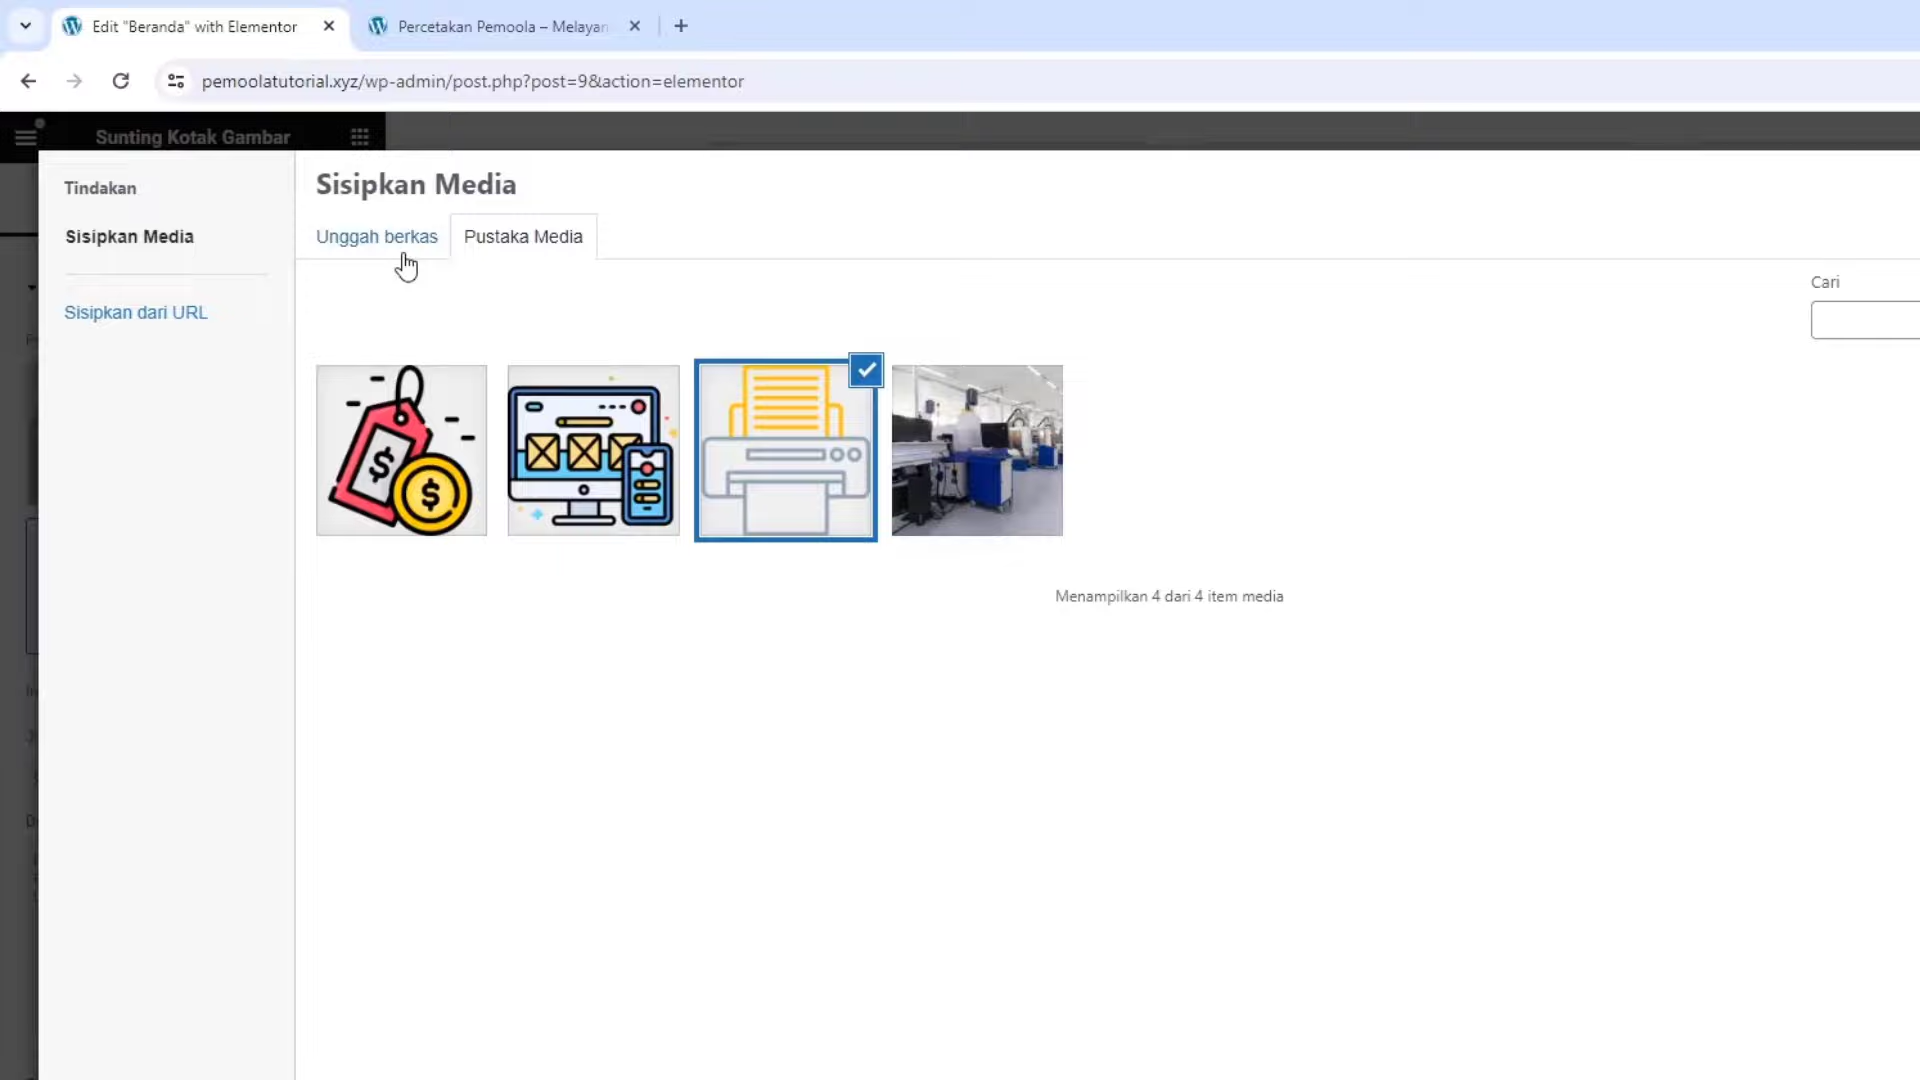 Edit "Beranda" with Elementor
Percetakan Pemoola – Melayan
pemoolatutorial.xyz/wp-admin/post.php?post=9&action=elementor
Sunting Kotak Gambar
Tindakan
Sisipkan Media
Sisipkan dari URL
Sisipkan Media
Unggah berkas
Pustaka Media
Cari
Menampilkan 4 dari 4 item media